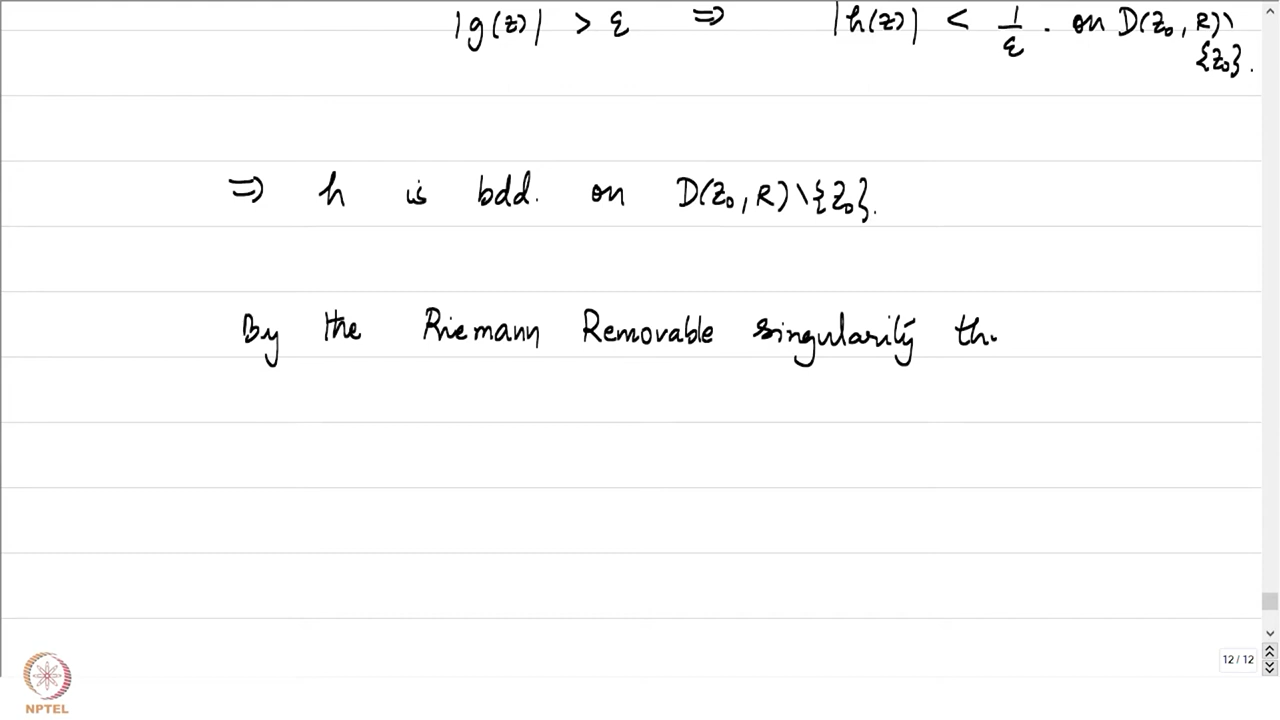 |g(z)| > ε ⇒ |h(z)| < 1/ε . on D(z₀, R)\
{z₀}.
⇒ h is bdd. on D(z₀, R)\{z₀}.
By the Riemann Removable singularity th.
12 / 12
NPTEL